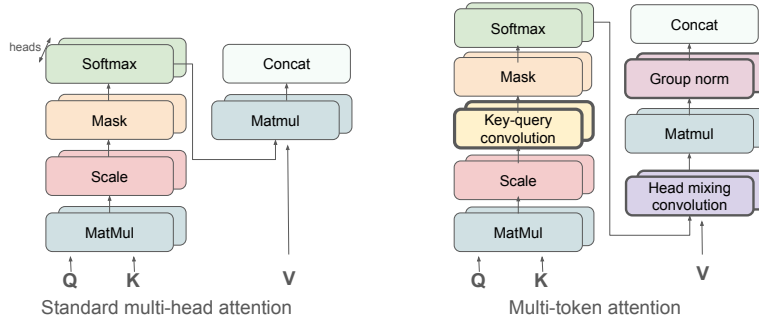 heads
Softmax
Concat
Mask
Matmul
Scale
MatMul
Q
K
V
Standard multi-head attention
Softmax
Concat
Mask
Group norm
Key-query
convolution
Matmul
Scale
Head mixing
convolution
MatMul
Q
K
V
Multi-token attention